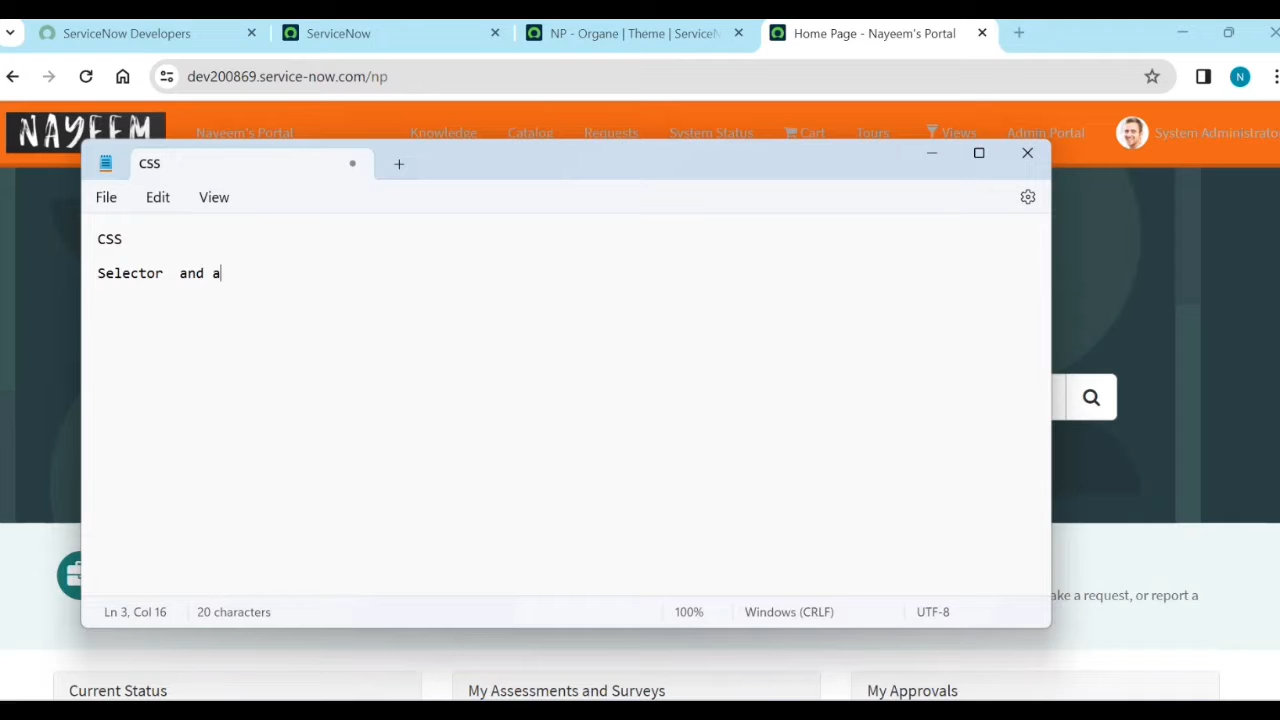 ServiceNow Developers
ServiceNow
NP - Organe | Theme | ServiceN
Home Page - Nayeem's Portal
dev200869.service-now.com/np
N
NAYEEM
Nayeem's Portal
Knowledge
Catalog
Requests
System Status
Cart
Tours
Views
Admin Portal
System Administrato
CSS
File
Edit
View
CSS
Selector  and a
Ln 3, Col 16
20 characters
100%
Windows (CRLF)
UTF-8
ake a request, or report a
Current Status
My Assessments and Surveys
My Approvals